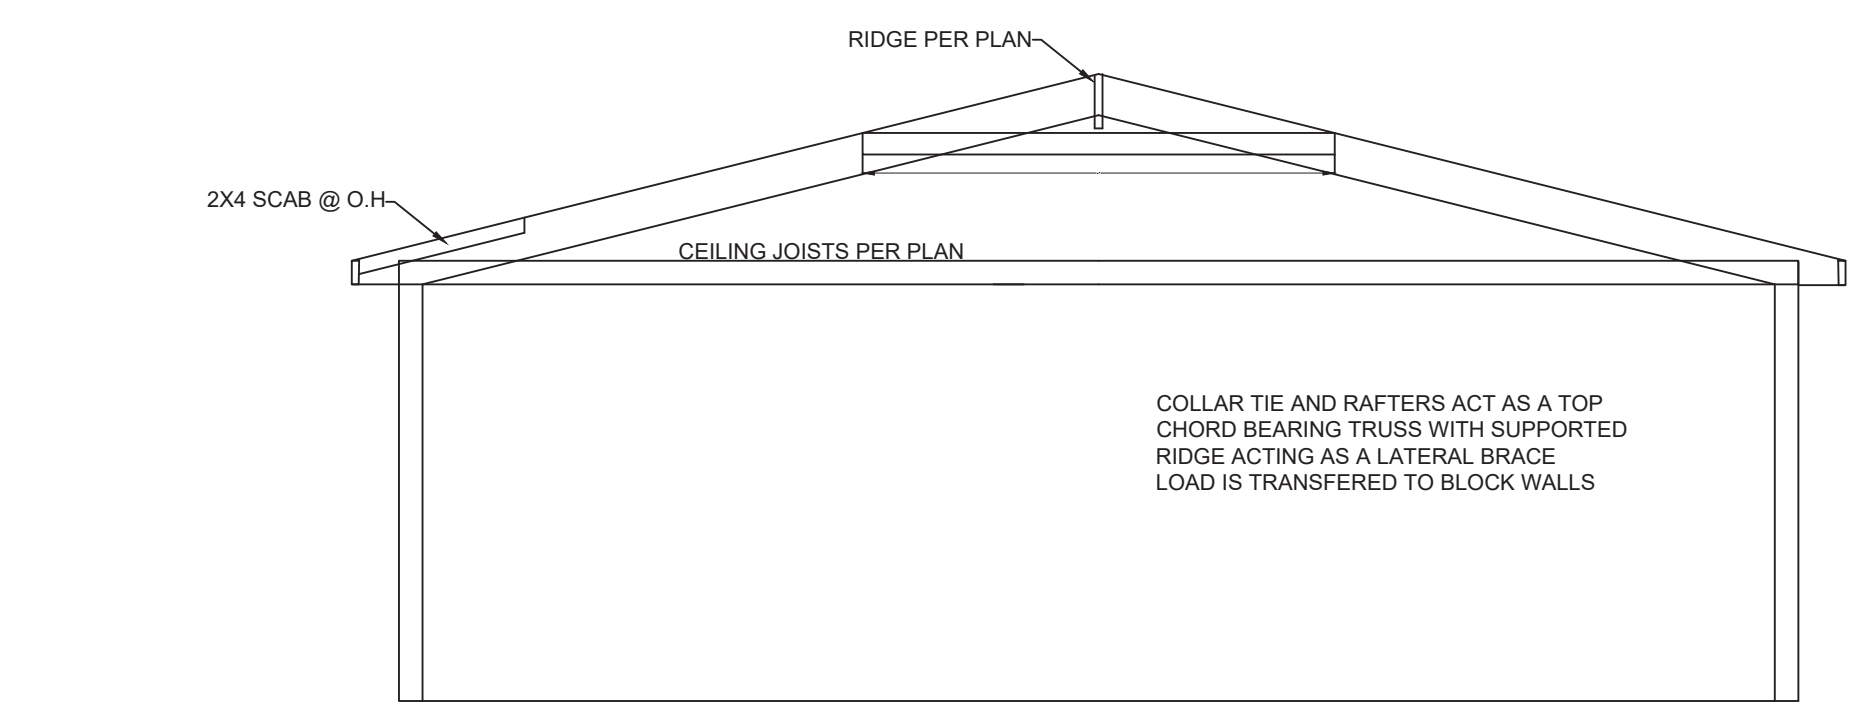 RIDGE PER PLAN
2X4 SCAB @ O.H
CEILING JOISTS PER PLAN
COLLAR TIE AND RAFTERS ACT AS A TOP
CHORD BEARING TRUSS WITH SUPPORTED
RIDGE ACTING AS A LATERAL BRACE
LOAD IS TRANSFERED TO BLOCK WALLS